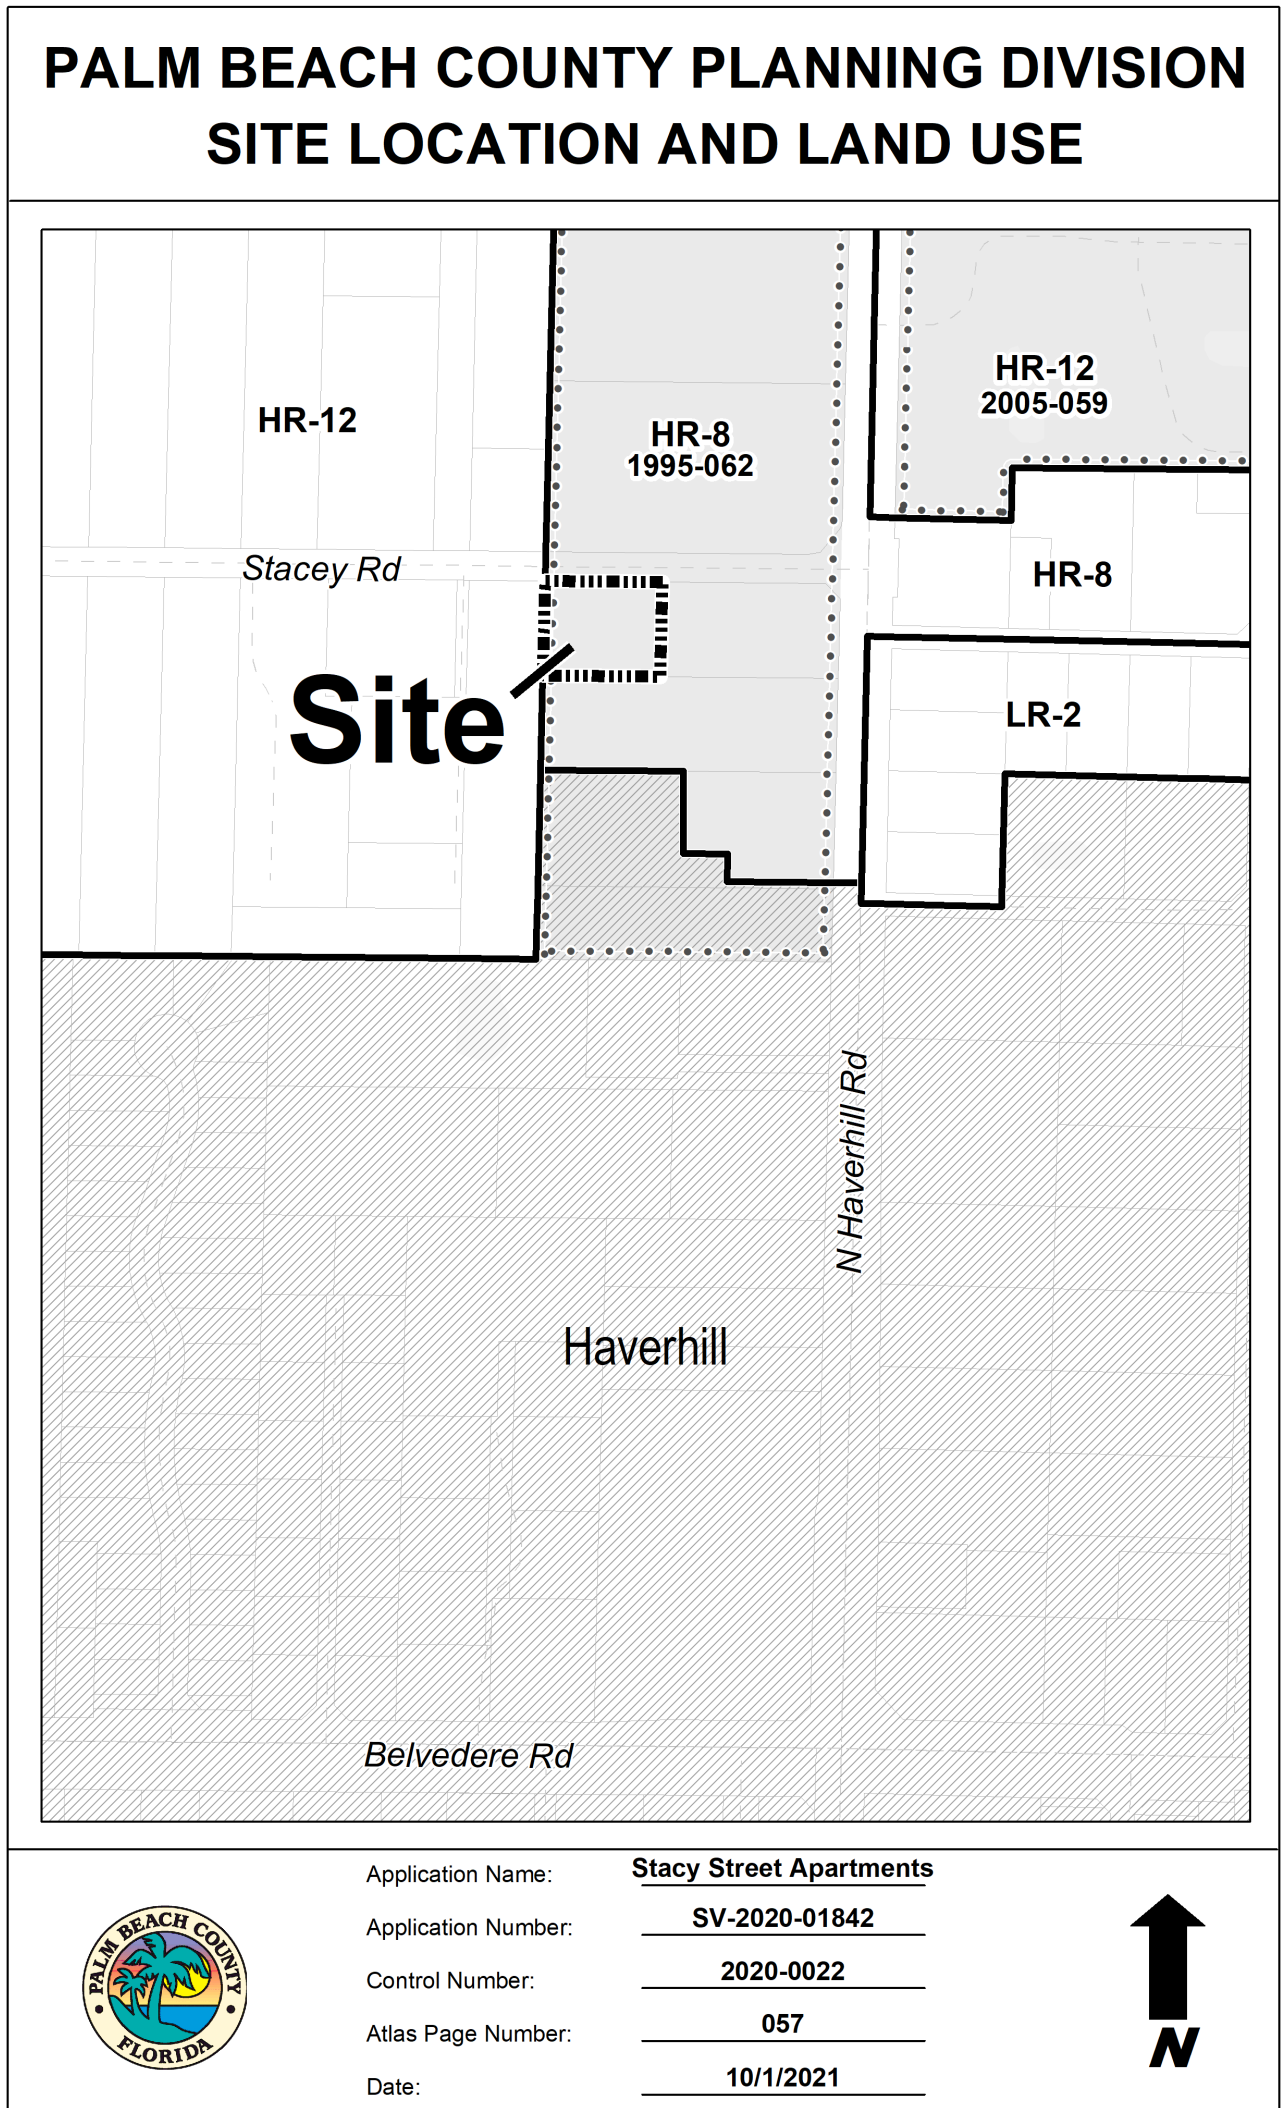 PALM BEACH COUNTY PLANNING DIVISION
SITE LOCATION AND LAND USE
HR-12
HR-8
1995-062
HR-12
2005-059
Stacey Rd
HR-8
Site
LR-2
N Haverhill Rd
Haverhill
Belvedere Rd
Application Name: Stacy Street Apartments
Application Number: SV-2020-01842
Control Number: 2020-0022
Atlas Page Number: 057
Date: 10/1/2021
PALM BEACH COUNTY
FLORIDA
N